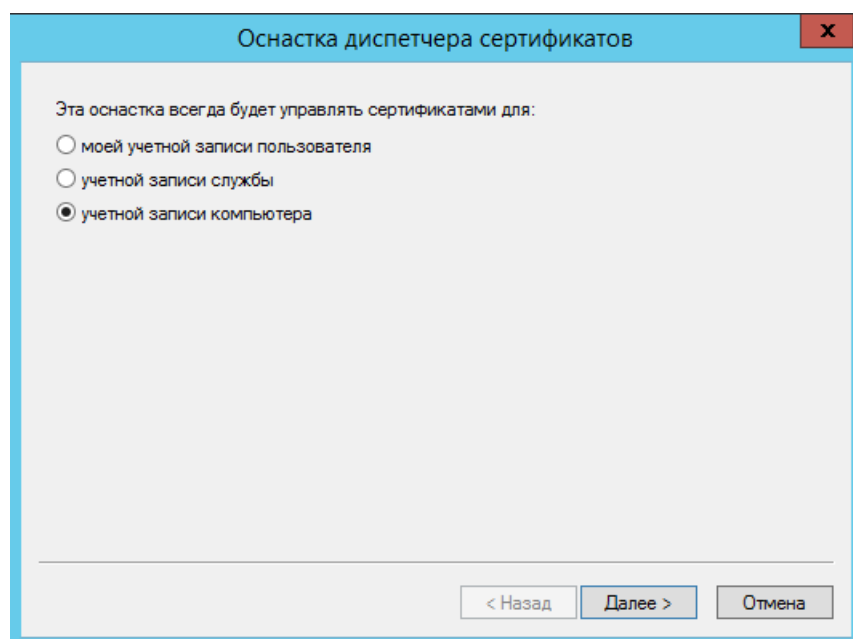 Оснастка диспетчера сертификатов
x
Эта оснастка всегда будет управлять сертификатами для:
моей учетной записи пользователя
учетной записи службы
учетной записи компьютера
< Назад
Далее >
Отмена